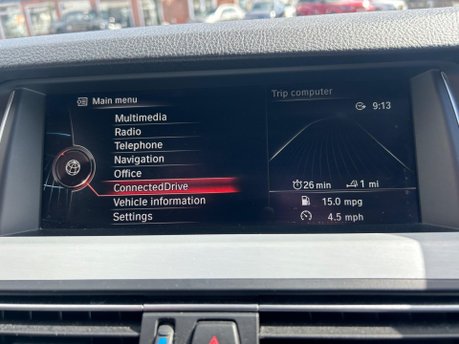 Main menu
Multimedia
Radio
Telephone
Navigation
Office
ConnectedDrive
Vehicle information
Settings
Trip computer
9:13
26 min 1 mi
15.0 mpg
4.5 mph